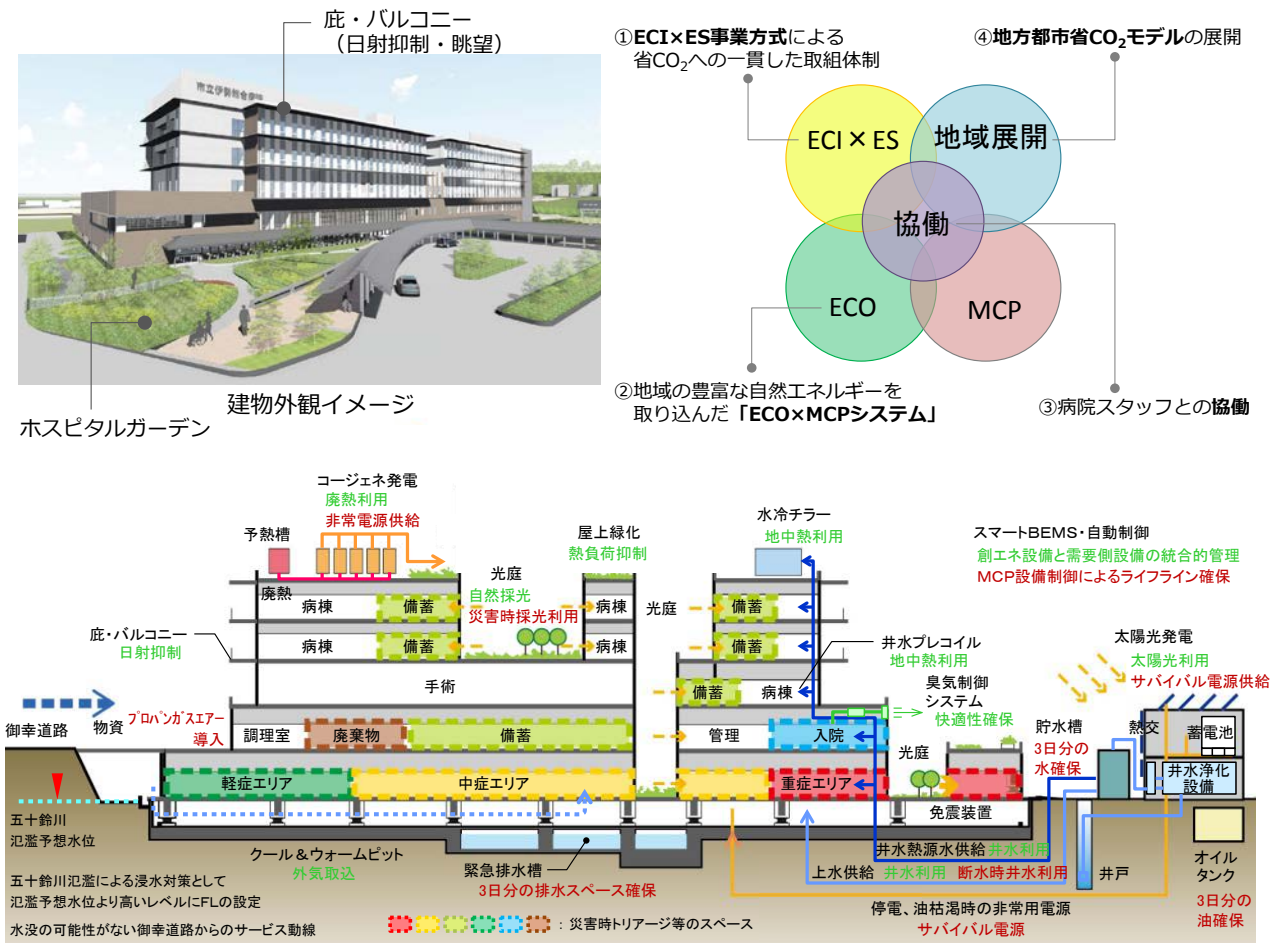 庇・バルコニー
（日射抑制・眺望）
市立伊勢総合病院
ホスピタルガーデン
建物外観イメージ
①ECI×ES事業方式による
省CO₂への一貫した取組体制
④地方都市省CO₂モデルの展開
ECI×ES
地域展開
協働
ECO
MCP
②地域の豊富な自然エネルギーを
取り込んだ「ECO×MCPシステム」
③病院スタッフとの協働
コージェネ発電
廃熱利用
非常電源供給
予熱槽
廃熱
屋上緑化
熱負荷抑制
水冷チラー
地中熱利用
スマートBEMS・自動制御
創エネ設備と需要側設備の統合的管理
MCP設備制御によるライフライン確保
光庭
自然採光
災害時採光利用
病棟
備蓄
病棟
光庭
備蓄
庇・バルコニー
日射抑制
病棟
備蓄
病棟
備蓄
井水プレコイル
地中熱利用
太陽光発電
太陽光利用
サバイバル電源供給
手術
備蓄
病棟
臭気制御
システム
快適性確保
御幸道路
物資
プロパンガスエアー
導入
調理室
廃棄物
備蓄
管理
入院
光庭
貯水槽
3日分の
水確保
熱交
蓄電池
井水浄化
設備
軽症エリア
中症エリア
重症エリア
免震装置
五十鈴川
氾濫予想水位
クール＆ウォームピット
外気取込
緊急排水槽
3日分の排水スペース確保
井水熱源水供給 井水利用
上水供給 井水利用 断水時井水利用
井戸
オイル
タンク
3日分の
油確保
停電、油枯渇時の非常用電源
サバイバル電源
五十鈴川氾濫による浸水対策として
氾濫予想水位より高いレベルにFLの設定
水没の可能性がない御幸道路からのサービス動線
：災害時トリアージ等のスペース